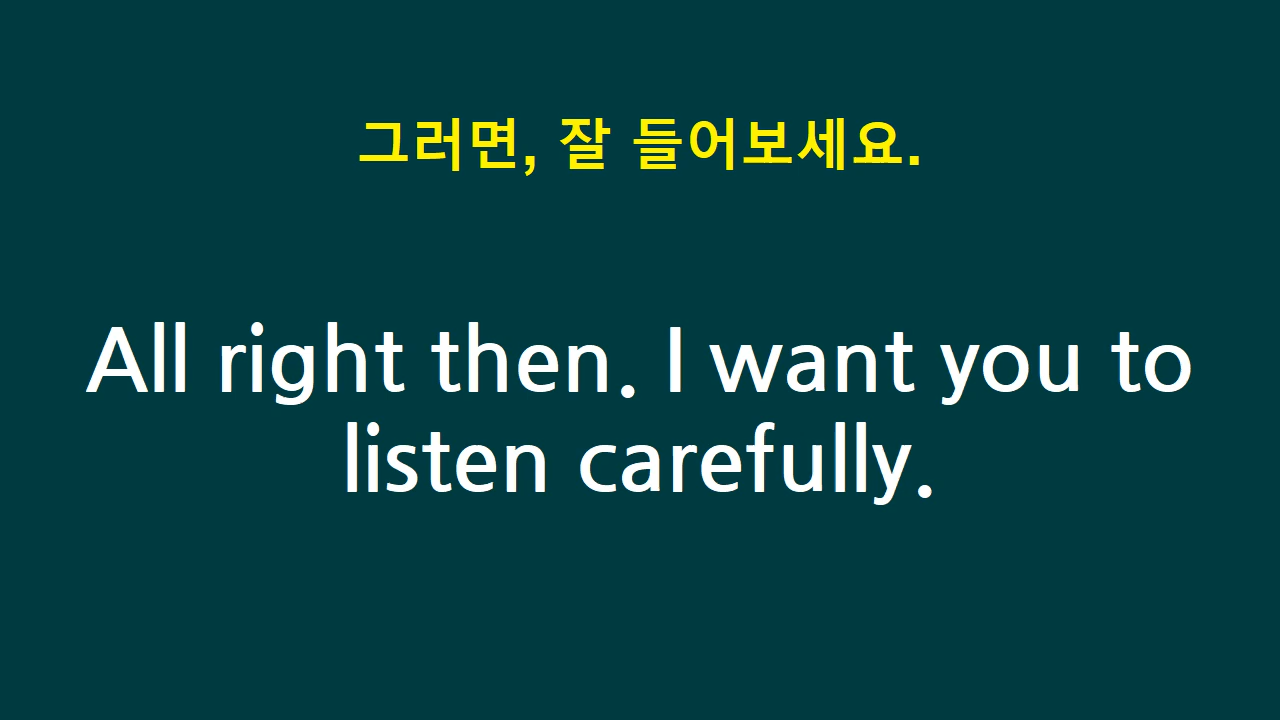 그러면, 잘 들어보세요.
All right then. I want you to
listen carefully.